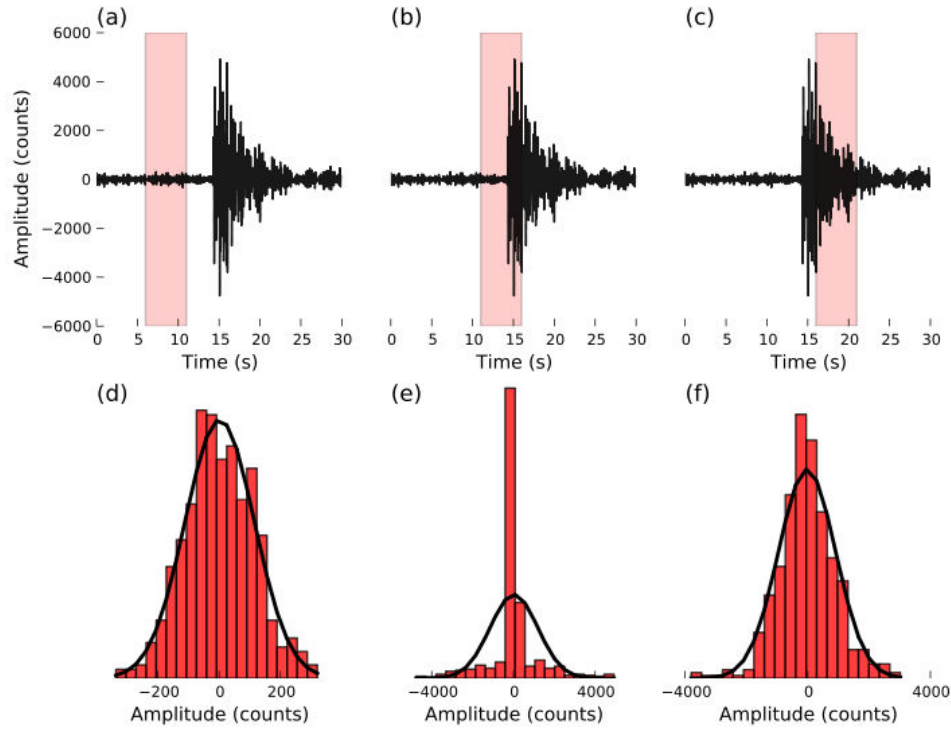 (a) (b) (c)
6000
4000
2000
0
−2000
−4000
−6000
Amplitude (counts)
0 5 10 15 20 25 30 0 5 10 15 20 25 30 0 5 10 15 20 25 30
Time (s) Time (s) Time (s)
(d) (e) (f)
−200 0 200 −4000 0 4000 −4000 0 4000
Amplitude (counts) Amplitude (counts) Amplitude (counts)